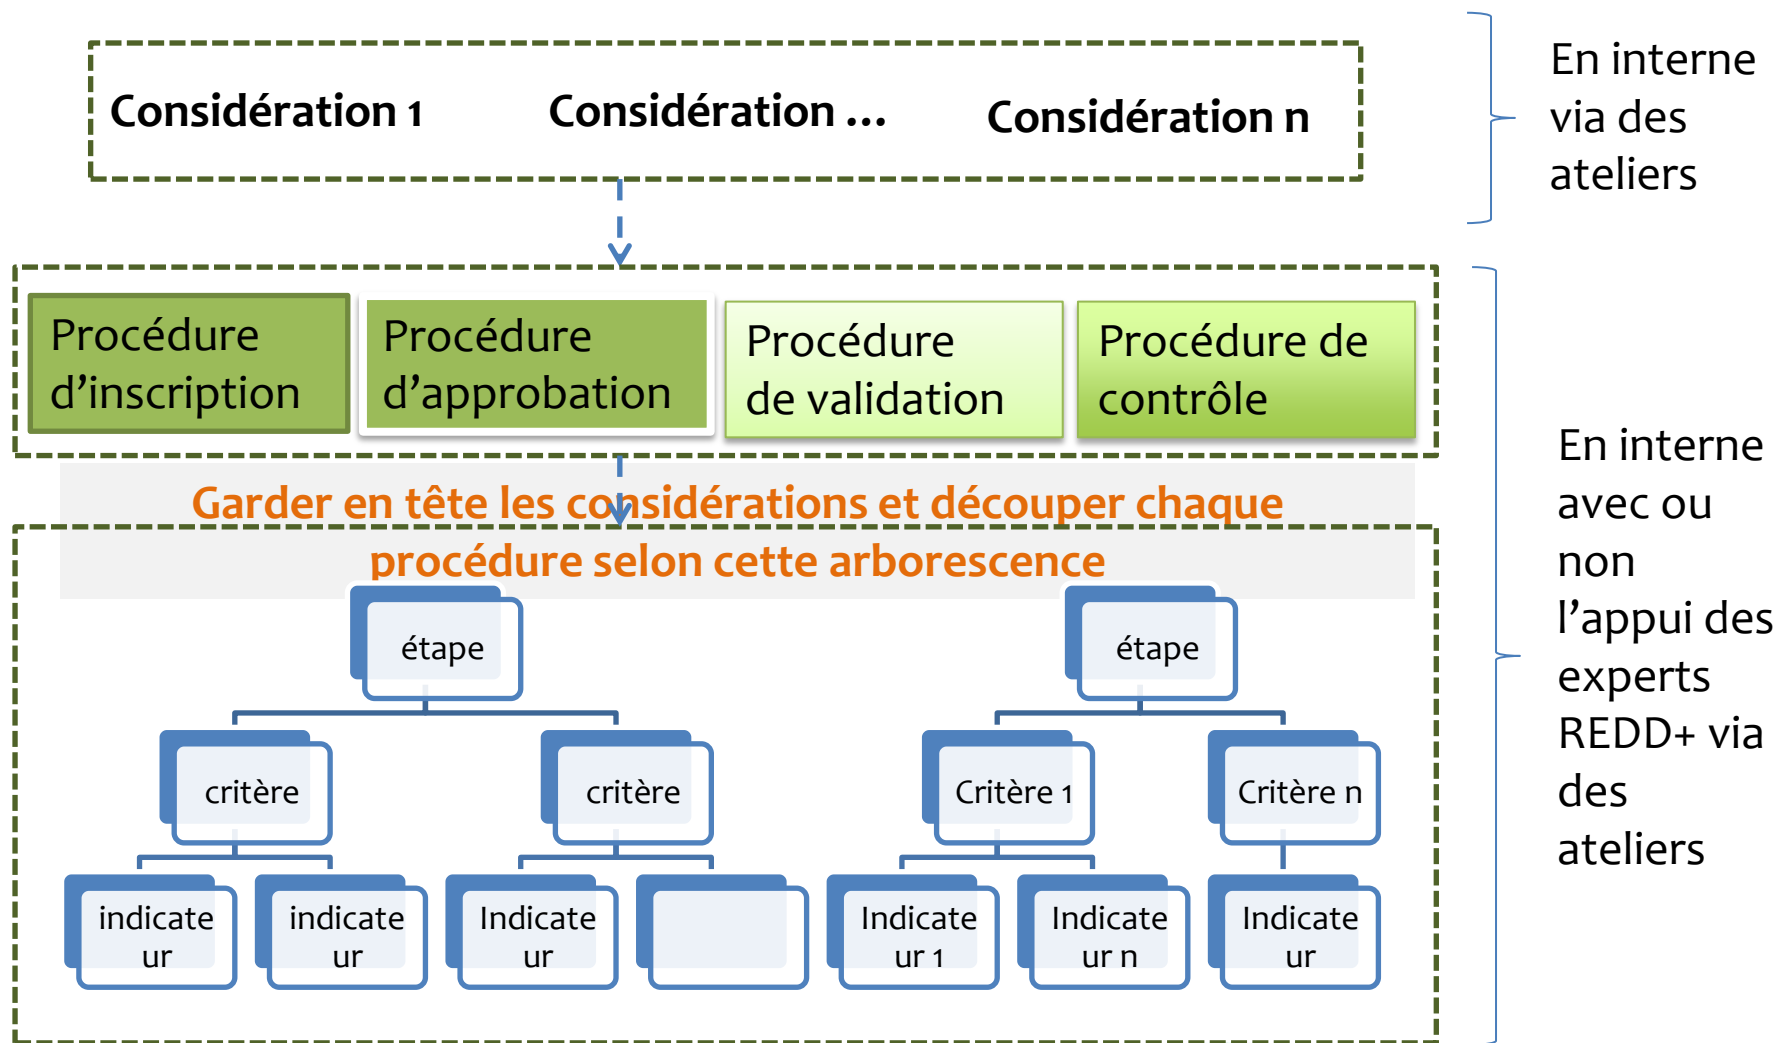 Considération 1
Considération ...
Considération n
En interne
via des
ateliers
Procédure
d’inscription
Procédure
d’approbation
Procédure
de validation
Procédure de
contrôle
Garder en tête les considérations et découper chaque
procédure selon cette arborescence
En interne
avec ou
non
l’appui des
experts
REDD+ via
des
ateliers
étape
étape
critère
critère
Critère 1
Critère n
indicate
ur
indicate
ur
Indicate
ur
Indicate
ur 1
Indicate
ur n
Indicate
ur